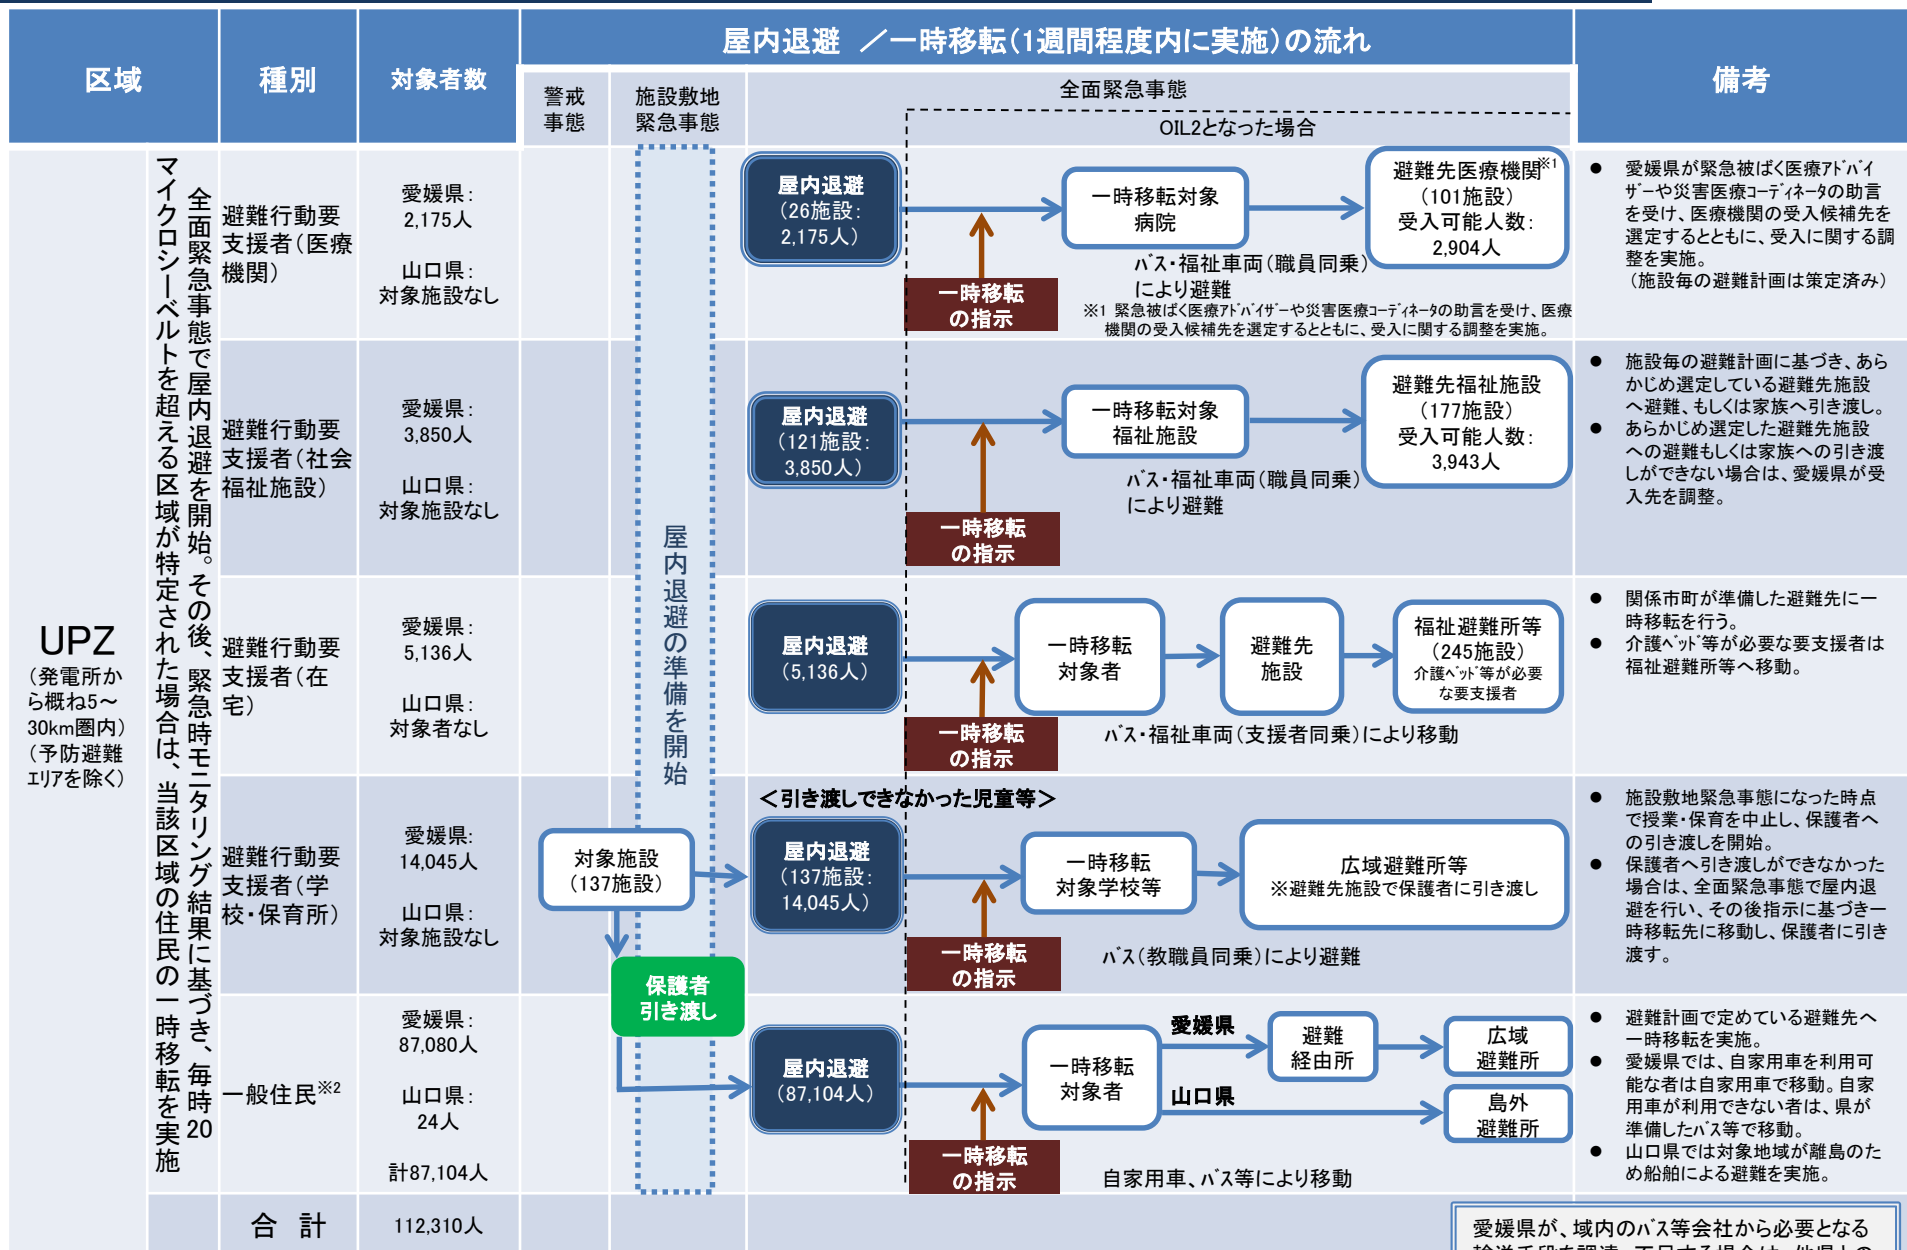 屋内退避　／一時移転(1週間程度内に実施)の流れ
区域
種別
対象者数
備考
警戒
事態
施設敷地
緊急事態
全面緊急事態
OIL2となった場合
UPZ
(発電所か
ら概ね5～
30km圏内)
(予防避難
エリアを除く)
全面緊急事態で屋内退避を開始。その後、緊急時モニタリング結果に基づき、毎時20
マイクロシーベルトを超える区域が特定された場合は、当該区域の住民の一時移転を実施
屋内退避の準備を開始
避難行動要
支援者(医療
機関)
愛媛県：
2,175人
山口県：
対象施設なし
屋内退避
(26施設：
2,175人)
一時移転
の指示
一時移転対象
病院
避難先医療機関※1
(101施設)
受入可能人数：
2,904人
バス・福祉車両(職員同乗)
により避難
※1 緊急被ばく医療アドバイザーや災害医療コーディネータの助言を受け、医療
機関の受入候補先を選定するとともに、受入に関する調整を実施。
● 愛媛県が緊急被ばく医療アドバイ
ザーや災害医療コーディネータの助言
を受け、医療機関の受入候補先を
選定するとともに、受入に関する調
整を実施。
(施設毎の避難計画は策定済み)
避難行動要
支援者(社会
福祉施設)
愛媛県：
3,850人
山口県：
対象施設なし
屋内退避
(121施設：
3,850人)
一時移転
の指示
一時移転対象
福祉施設
避難先福祉施設
(177施設)
受入可能人数：
3,943人
バス・福祉車両(職員同乗)
により避難
● 施設毎の避難計画に基づき、あら
かじめ選定している避難先施設
へ避難、もしくは家族へ引き渡し。
● あらかじめ選定した避難先施設
への避難もしくは家族への引き渡
しができない場合は、愛媛県が受
入先を調整。
避難行動要
支援者(在
宅)
愛媛県：
5,136人
山口県：
対象者なし
屋内退避
(5,136人)
一時移転
の指示
一時移転
対象者
避難先
施設
福祉避難所等
(245施設)
介護ベッド等が必要
な要支援者
バス・福祉車両(支援者同乗)により移動
● 関係市町が準備した避難先に一
時移転を行う。
● 介護ベッド等が必要な要支援者は
福祉避難所等へ移動。
避難行動要
支援者(学
校・保育所)
愛媛県：
14,045人
山口県：
対象施設なし
対象施設
(137施設)
保護者
引き渡し
＜引き渡しできなかった児童等＞
屋内退避
(137施設：
14,045人)
一時移転
の指示
一時移転
対象学校等
広域避難所等
※避難先施設で保護者に引き渡し
バス(教職員同乗)により避難
● 施設敷地緊急事態になった時点
で授業・保育を中止し、保護者へ
の引き渡しを開始。
● 保護者へ引き渡しができなかった
場合は、全面緊急事態で屋内退
避を行い、その後指示に基づき一
時移転先に移動し、保護者に引き
渡す。
一般住民※2
愛媛県：
87,080人
山口県：
24人
計87,104人
屋内退避
(87,104人)
一時移転
の指示
一時移転
対象者
愛媛県
避難
経由所
広域
避難所
山口県
島外
避難所
自家用車、バス等により移動
● 避難計画で定めている避難先へ
一時移転を実施。
● 愛媛県では、自家用車を利用可
能な者は自家用車で移動。自家
用車が利用できない者は、県が
準備したバス等で移動。
● 山口県では対象地域が離島のた
め船舶による避難を実施。
合　計
112,310人
愛媛県が、域内のバス等会社から必要となる